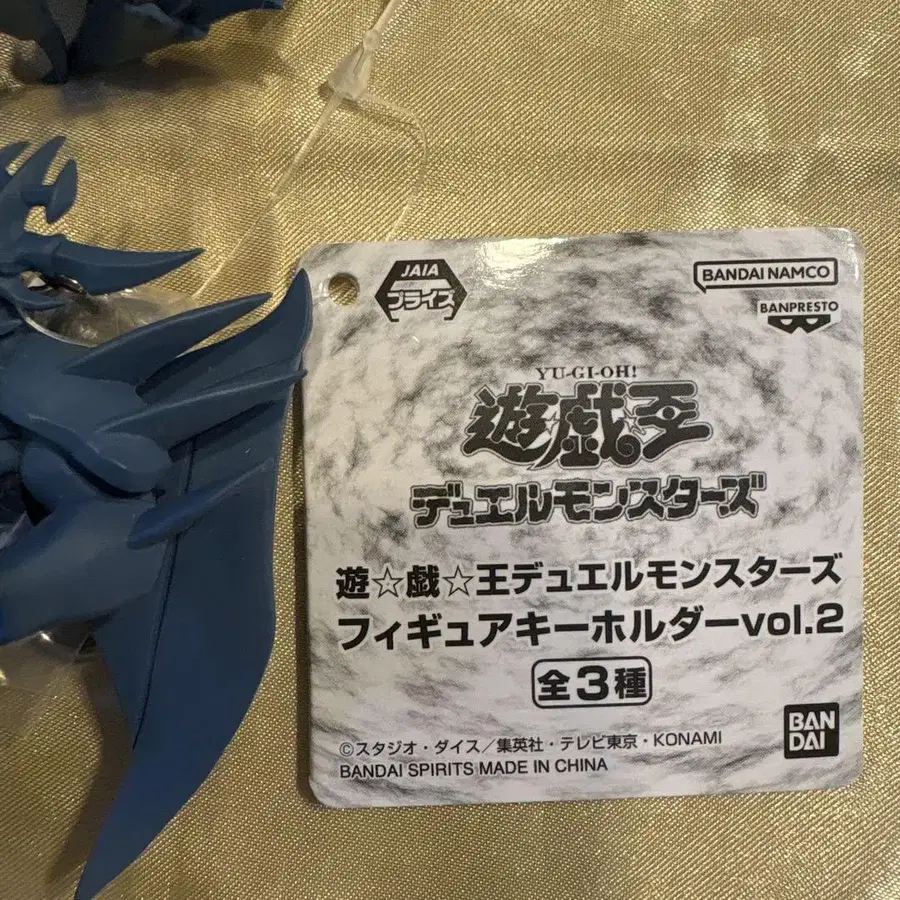 JAIA
プライズ
BANDAI NAMCO
BANPRESTO
YU-GI-OH!
遊☆戯☆王
デュエルモンスターズ
遊☆戯☆王デュエルモンスターズ
フィギュアキーホルダーvol.2
全3種
©スタジオ・ダイス／集英社・テレビ東京・KONAMI
BANDAI SPIRITS MADE IN CHINA
BAN
DAI